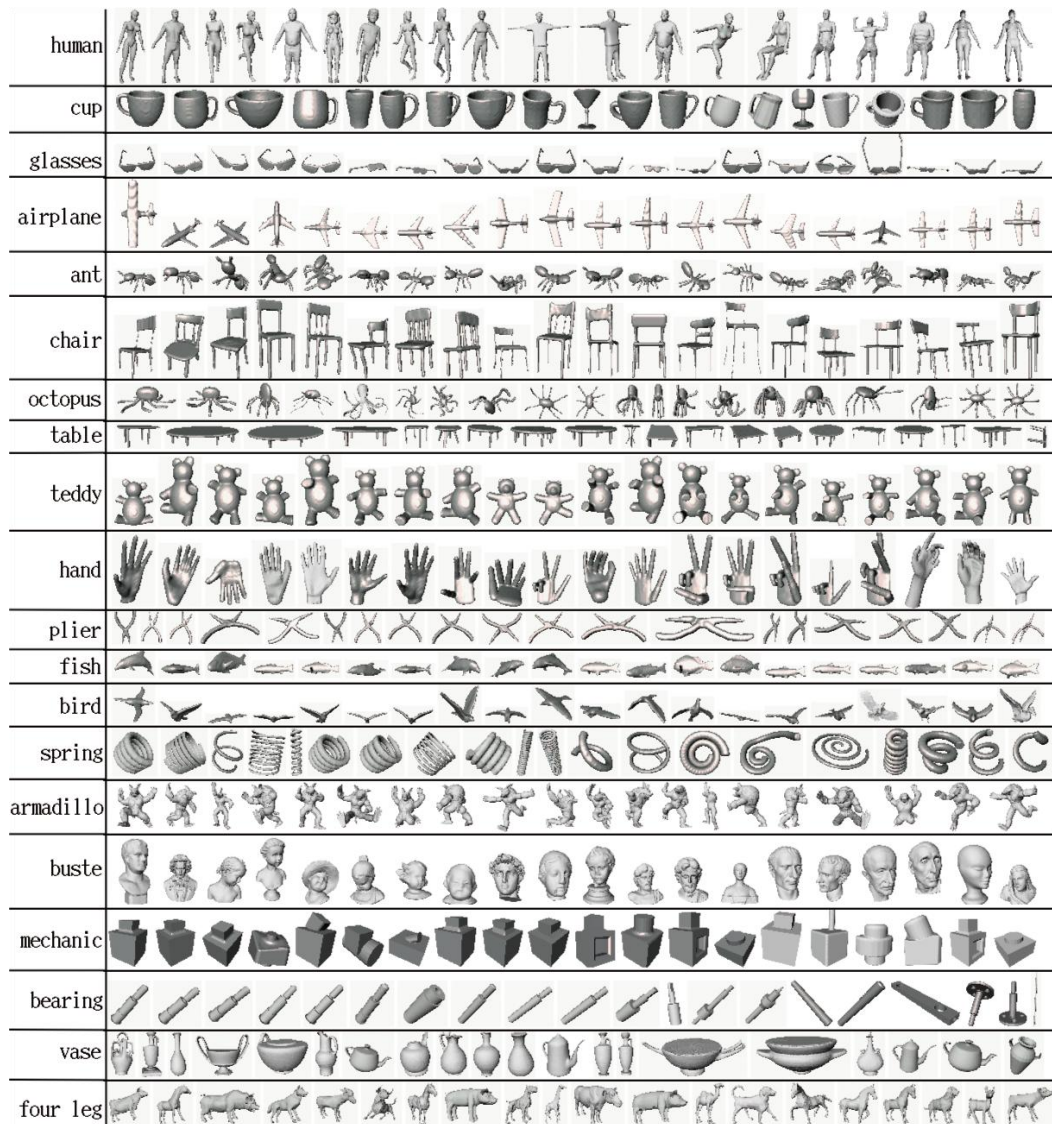 human
cup
glasses
airplane
ant
chair
octopus
table
teddy
hand
plier
fish
bird
spring
armadillo
buste
mechanic
bearing
vase
four leg